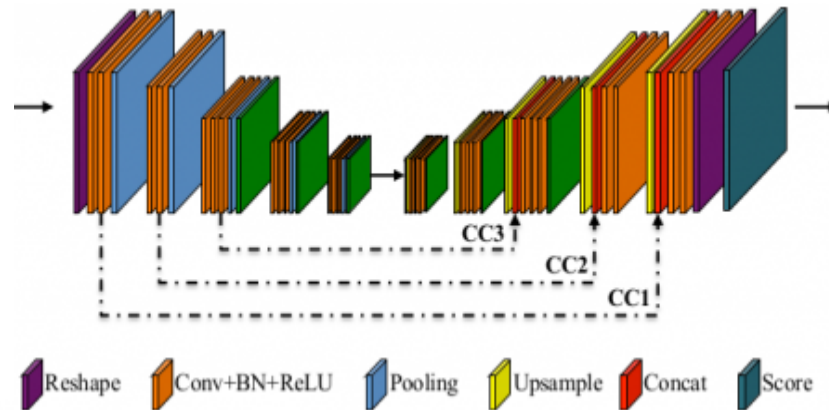 CC3
CC2
CC1
Reshape Conv+BN+ReLU Pooling Upsample Concat Score